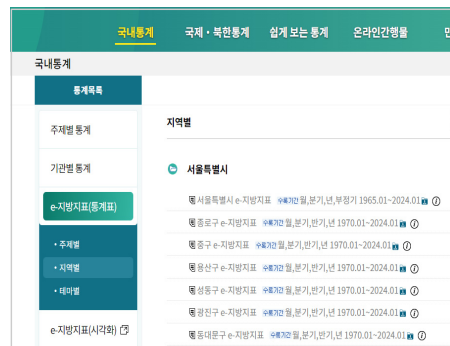 국내통계 국제・북한통계 쉽게 보는 통계 온라인간행물
국내통계
통계목록
주제별 통계
기관별 통계
e-지방지표(통계표)
・주제별
・지역별
・테마별
e-지방지표(시각화)
지역별
서울특별시
서울특별시 e-지방지표 수록기간 월,분기,년,부정기 1965.01~2024.01
종로구 e-지방지표 수록기간 월,분기,반기,년 1970.01~2024.01
중구 e-지방지표 수록기간 월,분기,반기,년 1970.01~2024.01
용산구 e-지방지표 수록기간 월,분기,반기,년 1970.01~2024.01
성동구 e-지방지표 수록기간 월,분기,반기,년 1970.01~2024.01
광진구 e-지방지표 수록기간 월,분기,반기,년 1970.01~2024.01
동대문구 e-지방지표 수록기간 월,분기,반기,년 1970.01~2024.01